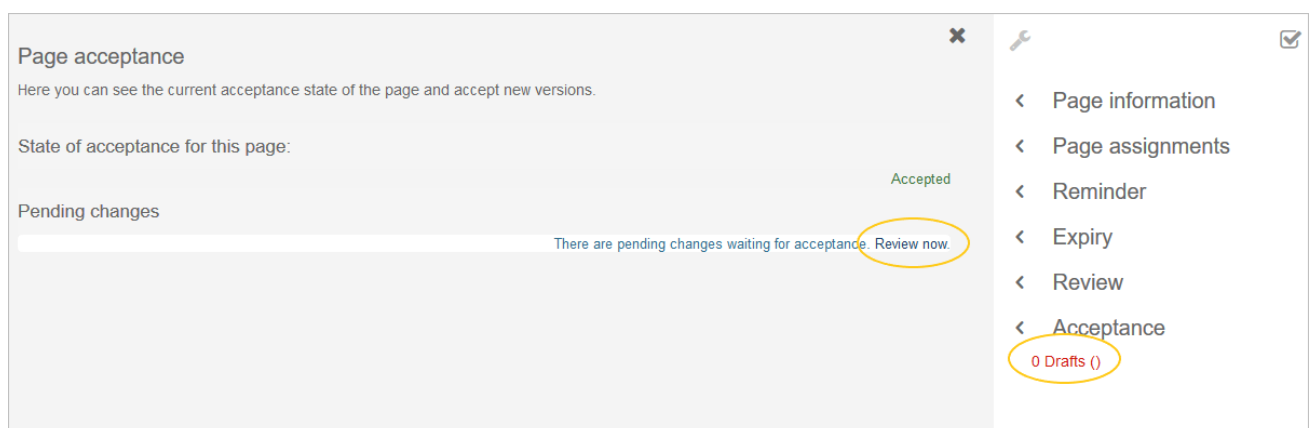 Page acceptance
Here you can see the current acceptance state of the page and accept new versions.
State of acceptance for this page:
Accepted
Pending changes
There are pending changes waiting for acceptance. Review now.
Page information
Page assignments
Reminder
Expiry
Review
Acceptance
0 Drafts ()